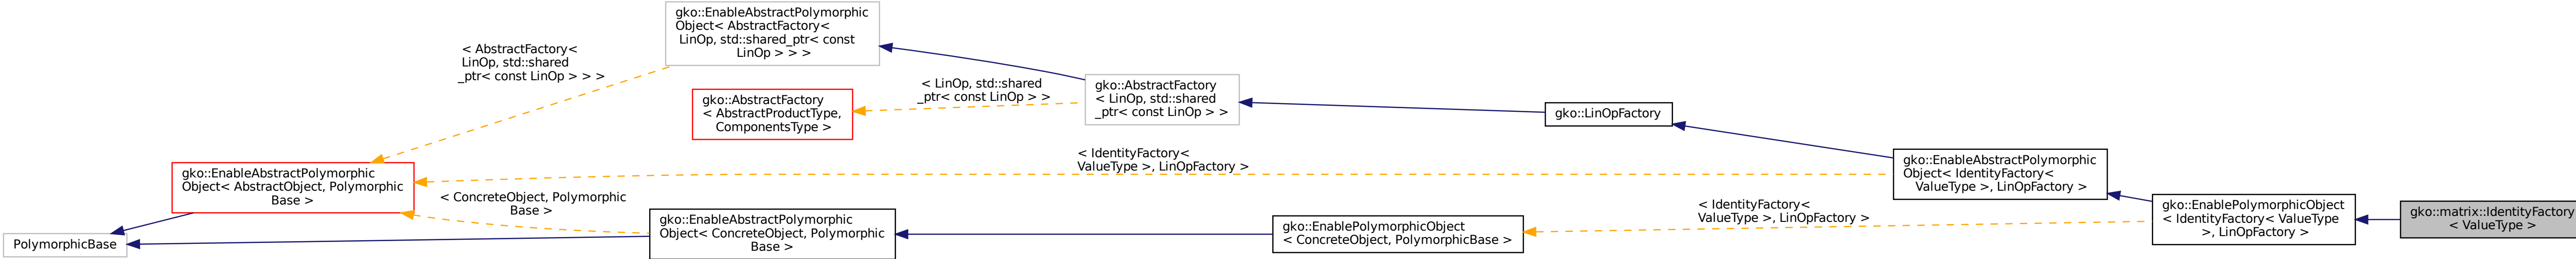 gko::EnableAbstractPolymorphic
Object< AbstractFactory<
LinOp, std::shared_ptr< const
LinOp > > >
< AbstractFactory<
LinOp, std::shared
_ptr< const LinOp > > >
gko::AbstractFactory
< AbstractProductType,
ComponentsType >
< LinOp, std::shared
_ptr< const LinOp > >
gko::AbstractFactory
< LinOp, std::shared
_ptr< const LinOp > >
gko::LinOpFactory
gko::EnableAbstractPolymorphic
Object< AbstractObject, Polymorphic
Base >
< IdentityFactory<
ValueType >, LinOpFactory >
gko::EnableAbstractPolymorphic
Object< IdentityFactory<
ValueType >, LinOpFactory >
< ConcreteObject, Polymorphic
Base >
PolymorphicBase
gko::EnableAbstractPolymorphic
Object< ConcreteObject, Polymorphic
Base >
gko::EnablePolymorphicObject
< ConcreteObject, PolymorphicBase >
< IdentityFactory<
ValueType >, LinOpFactory >
gko::EnablePolymorphicObject
< IdentityFactory< ValueType
>, LinOpFactory >
gko::matrix::IdentityFactory
< ValueType >